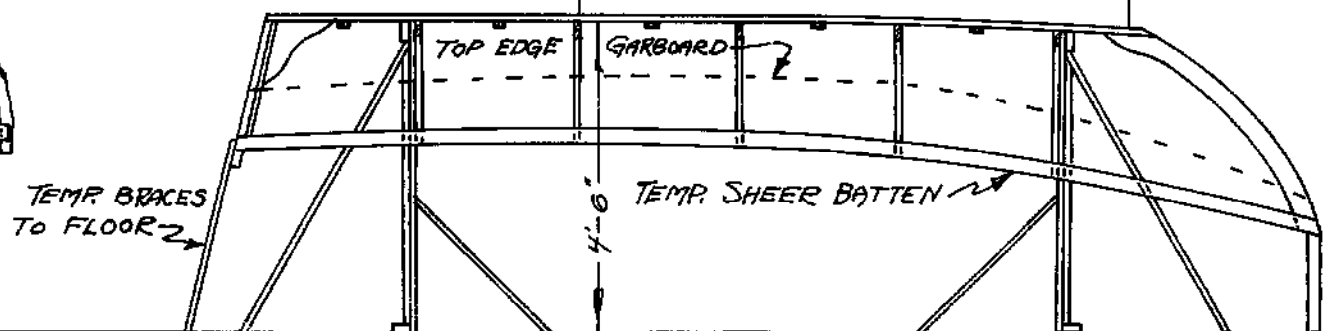 TOP EDGE GARBOARD
TEMP. BRACES
TO FLOOR
4'-6"
TEMP. SHEER BATTEN